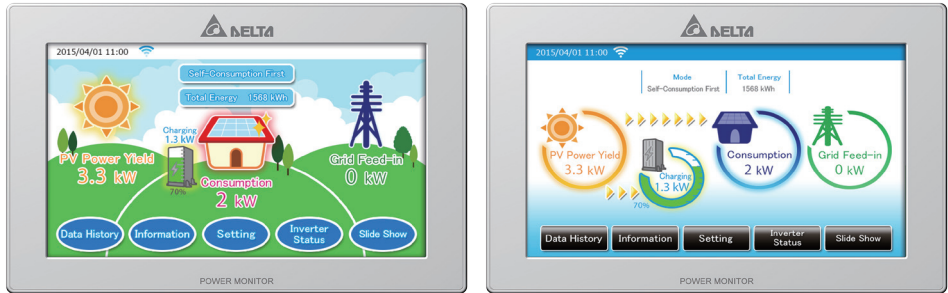 DELTA
2015/04/01 11:00
Self-Consumption First
Total Energy 1568 kWh
Charging
1.3 kW
PV Power Yield
3.3 kW
70%
Consumption
2 kW
Grid Feed-in
0 kW
Data History
Information
Setting
Inverter
Status
Slide Show
POWER MONITOR
DELTA
2015/04/01 11:00
Mode
Self-Consumption First
Total Energy
1568 kWh
PV Power Yield
3.3 kW
Charging
1.3 kW
70%
Consumption
2 kW
Grid Feed-in
0 kW
Data History
Information
Setting
Inverter
Status
Slide Show
POWER MONITOR